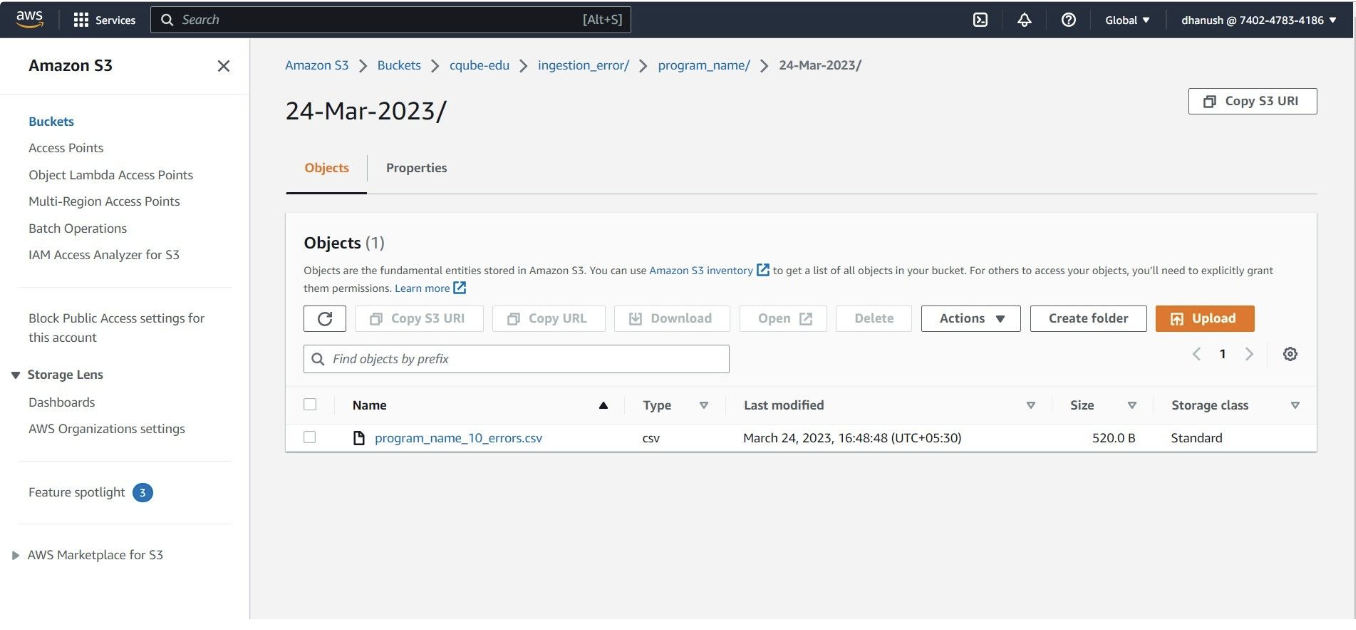 aws
Services
Search
[Alt+S]
Global
dhanush @ 7402-4783-4186
Amazon S3
Buckets
Access Points
Object Lambda Access Points
Multi-Region Access Points
Batch Operations
IAM Access Analyzer for S3
Block Public Access settings for
this account
Storage Lens
Dashboards
AWS Organizations settings
Feature spotlight 3
AWS Marketplace for S3
Amazon S3 > Buckets > cqube-edu > ingestion_error/ > program_name/ > 24-Mar-2023/
24-Mar-2023/
Copy S3 URI
Objects
Properties
Objects (1)
Objects are the fundamental entities stored in Amazon S3. You can use Amazon S3 inventory to get a list of all objects in your bucket. For others to access your objects, you'll need to explicitly grant
them permissions. Learn more
Copy S3 URI
Copy URL
Download
Open
Delete
Actions
Create folder
Upload
Find objects by prefix
1
Name
Type
Last modified
Size
Storage class
program_name_10_errors.csv
csv
March 24, 2023, 16:48:48 (UTC+05:30)
520.0 B
Standard